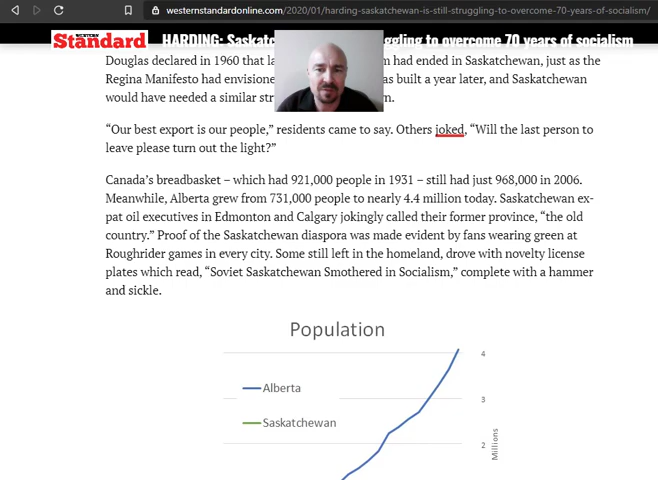 westernstandardonline.com/2020/01/harding-saskatchewan-is-still-struggling-to-overcome-70-years-of-socialism/
WESTERN
Standard
HARDING: Saskatc ggling to overcome 70 years of socialism
Douglas declared in 1960 that la m had ended in Saskatchewan, just as the
Regina Manifesto had envisione as built a year later, and Saskatchewan
would have needed a similar str n.
“Our best export is our people,” residents came to say. Others joked, “Will the last person to
leave please turn out the light?”
Canada’s breadbasket – which had 921,000 people in 1931 – still had just 968,000 in 2006.
Meanwhile, Alberta grew from 731,000 people to nearly 4.4 million today. Saskatchewan ex-
pat oil executives in Edmonton and Calgary jokingly called their former province, “the old
country.” Proof of the Saskatchewan diaspora was made evident by fans wearing green at
Roughrider games in every city. Some still left in the homeland, drove with novelty license
plates which read, “Soviet Saskatchewan Smothered in Socialism,” complete with a hammer
and sickle.
Population
4
Alberta
3
Saskatchewan
2
Millions